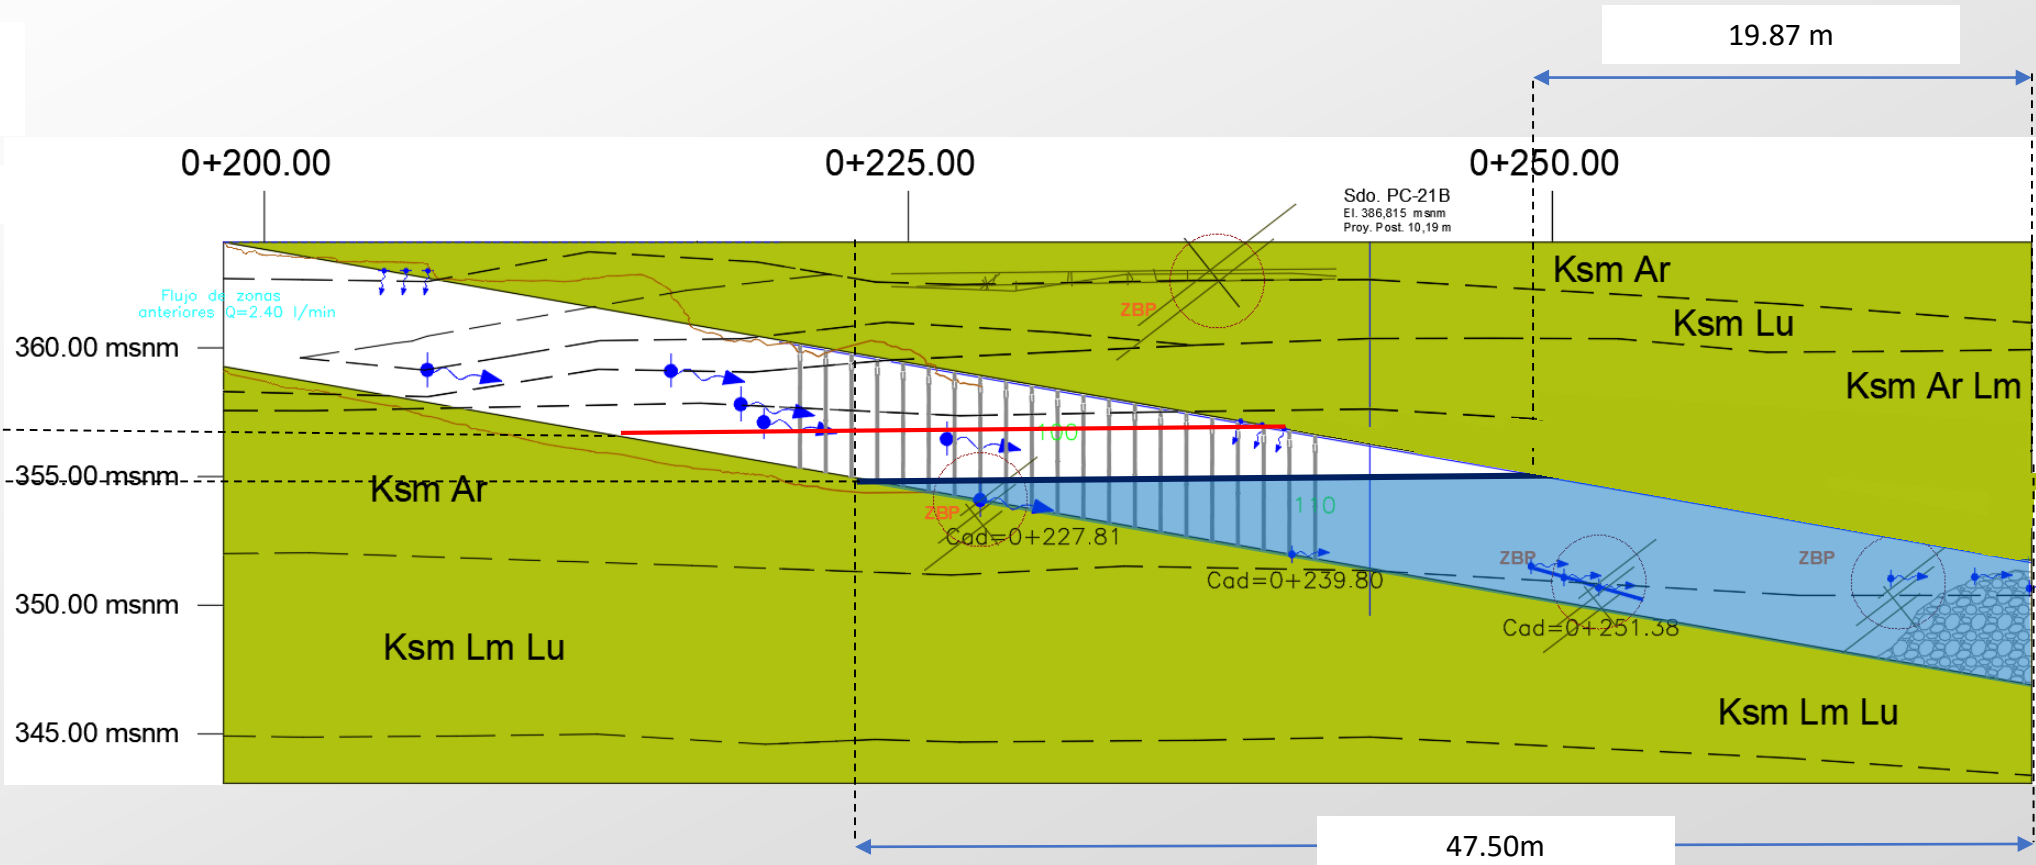 19.87 m
0+200.00
0+225.00
0+250.00
Sdo. PC-21B
El. 386,815 msnm
Proy. Post. 10,19 m
Ksm Ar
Flujo de zonas
anteriores Q=2.40 l/min
ZBP
Ksm Lu
360.00 msnm
Ksm Ar Lm
100
355.00 msnm
Ksm Ar
ZBP
110
Cad=0+227.81
ZBP
ZBP
Cad=0+239.80
350.00 msnm
Cad=0+251.38
Ksm Lm Lu
Ksm Lm Lu
345.00 msnm
47.50m